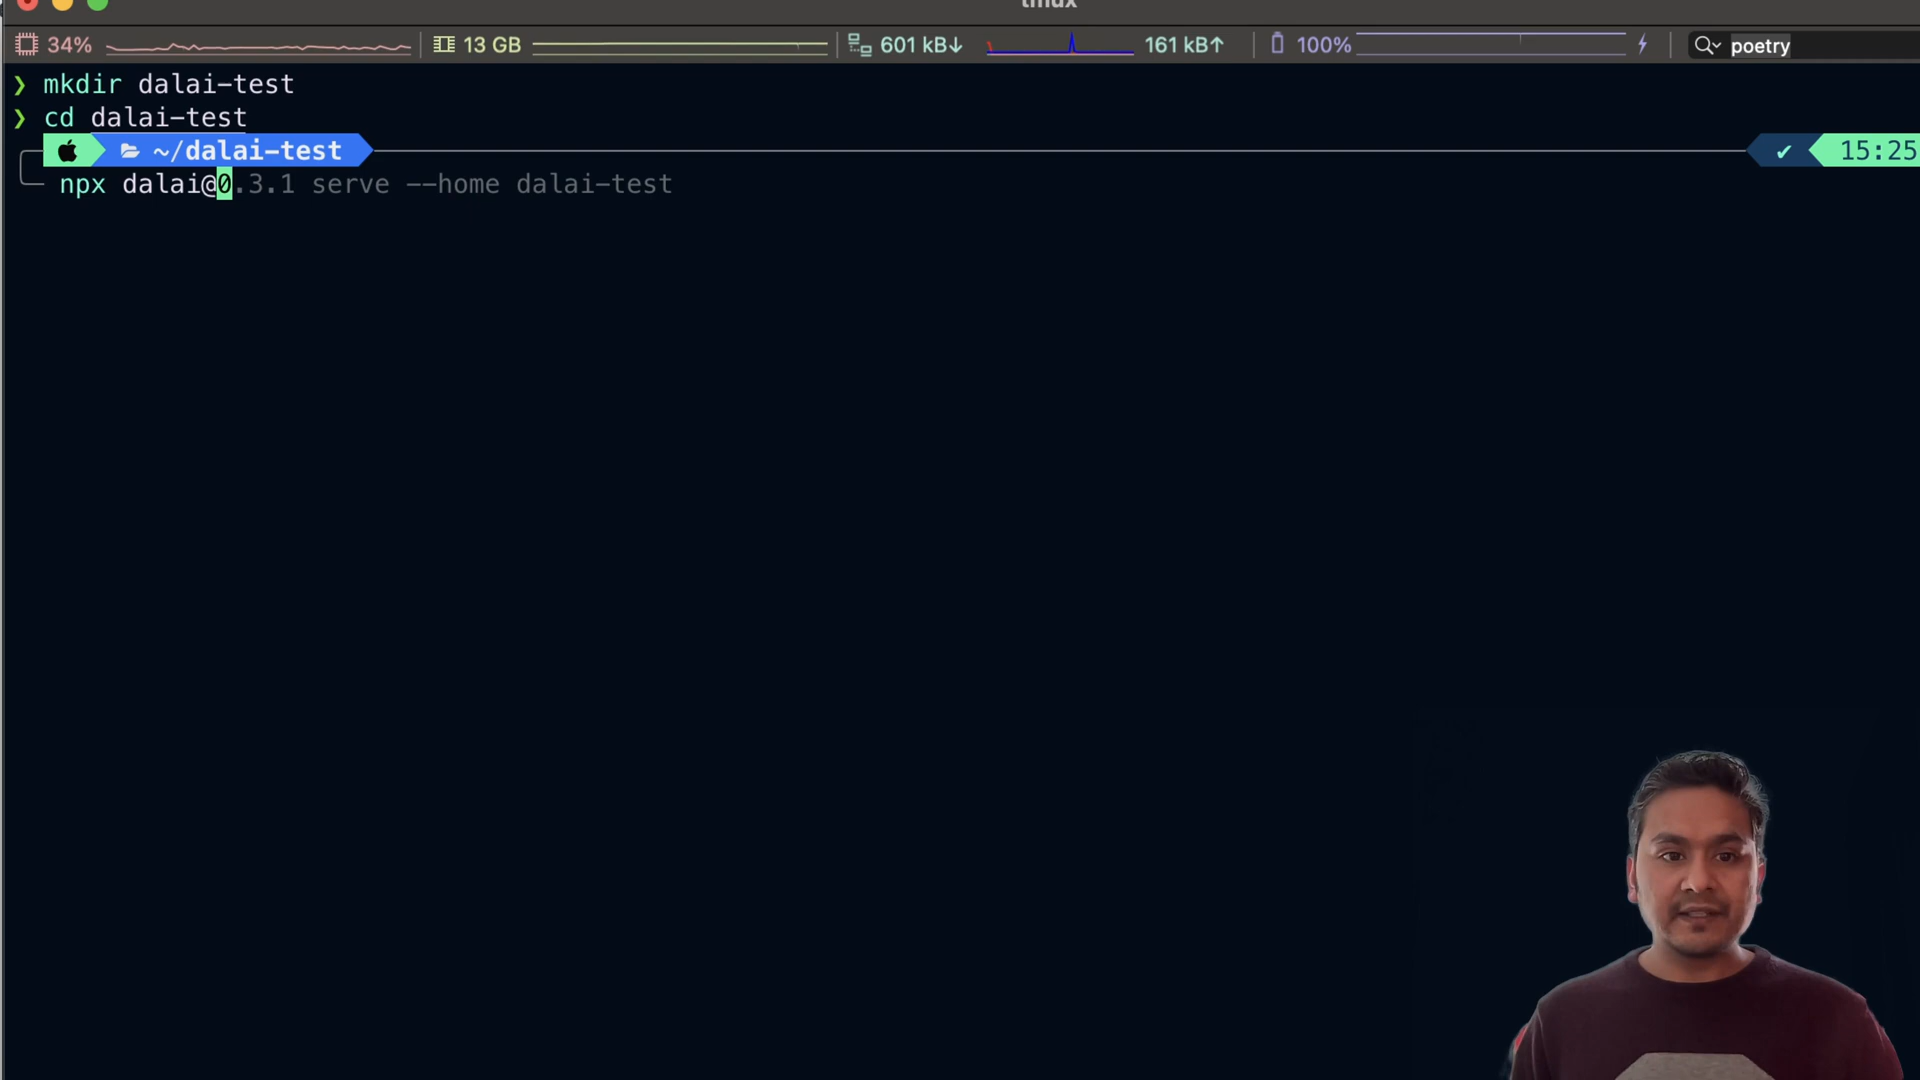 tmux
34% 13 GB 601 kB↓ 161 kB↑ 100% poetry
❯ mkdir dalai-test
❯ cd dalai-test
~/dalai-test ✔ 15:25
npx dalai@0.3.1 serve --home dalai-test